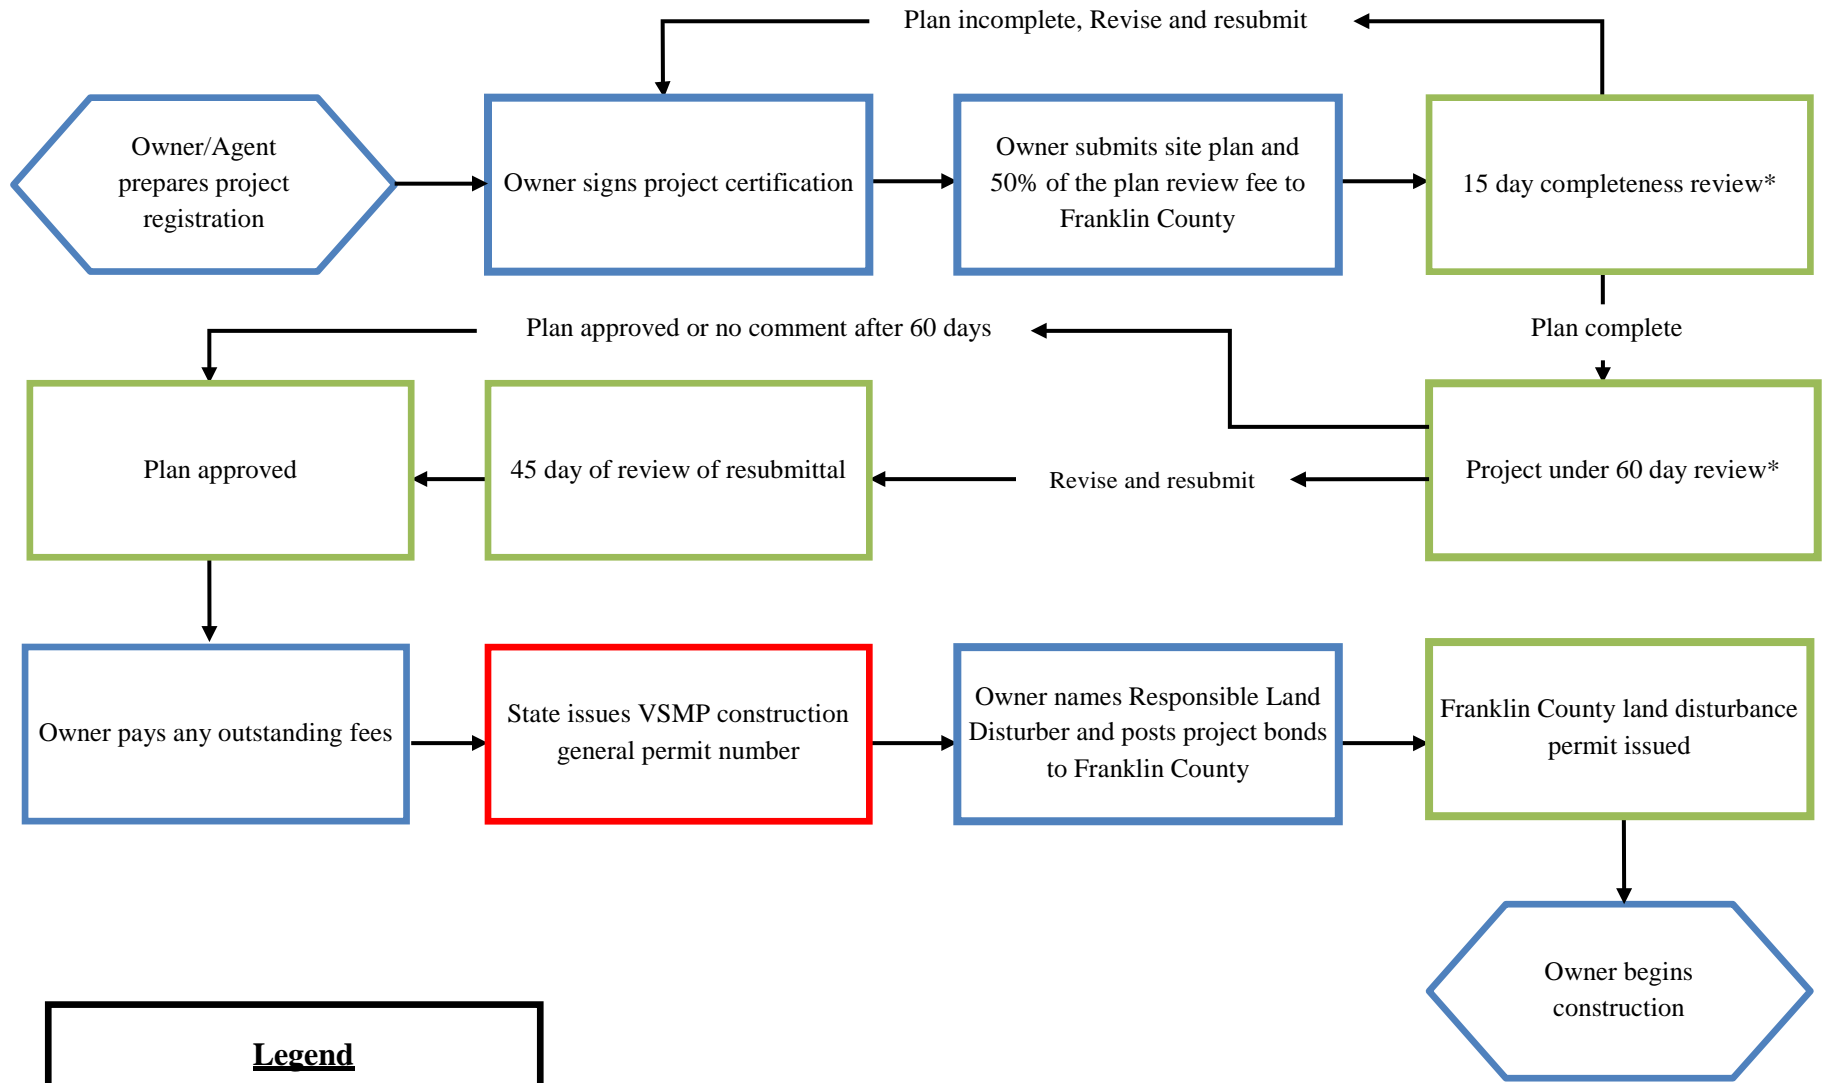 Plan incomplete, Revise and resubmit
Owner/Agent
prepares project
registration
Owner signs project certification
Owner submits site plan and
50% of the plan review fee to
Franklin County
15 day completeness review*
Plan approved or no comment after 60 days
Plan complete
Plan approved
45 day of review of resubmittal
Revise and resubmit
Project under 60 day review*
Owner pays any outstanding fees
State issues VSMP construction
general permit number
Owner names Responsible Land
Disturber and posts project bonds
to Franklin County
Franklin County land disturbance
permit issued
Owner begins
construction
Legend